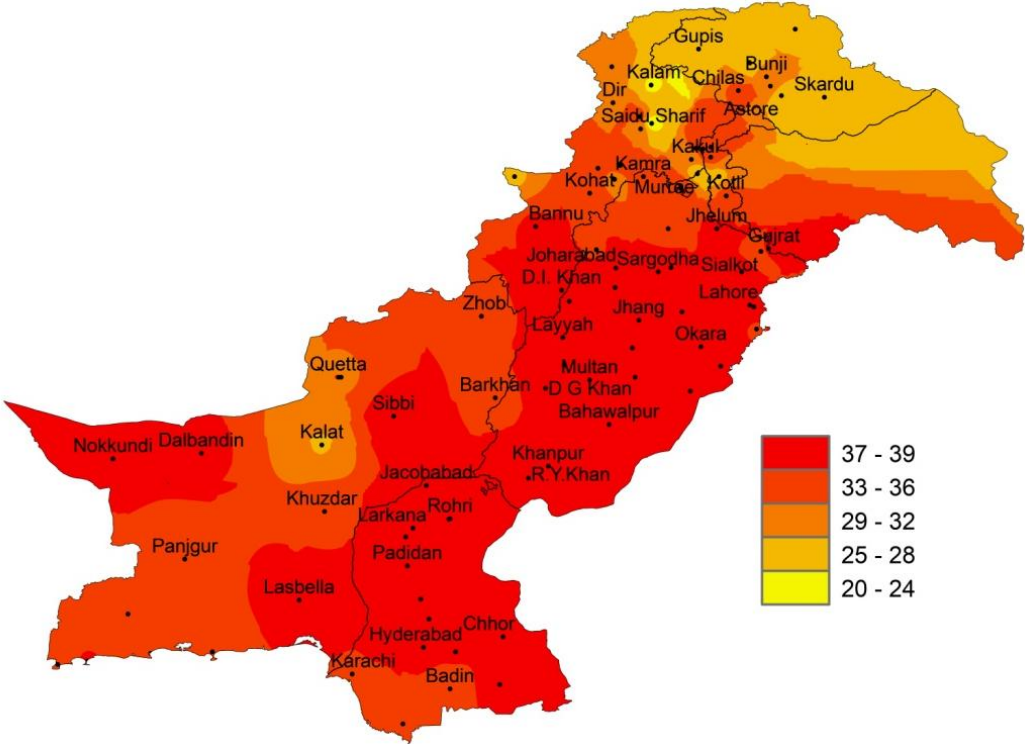 Gupis
Bunji
Kalam
Chilas
Skardu
Dir
Astore
Saidu Sharif
Kakul
Kamra
Kohat
Murree
Kotli
Bannu
Jhelum
Gujrat
Joharabad
Sargodha
Sialkot
D.I. Khan
Zhob
Lahore
Jhang
Layyah
Okara
Quetta
Multan
Barkhan
D G Khan
Sibbi
Bahawalpur
Kalat
Nokkundi
Dalbandin
Khanpur
Jacobabad
R.Y.Khan
Khuzdar
Rohri
Larkana
Panjgur
Padidan
Lasbella
Chhor
Hyderabad
Karachi
Badin
37 - 39
33 - 36
29 - 32
25 - 28
20 - 24